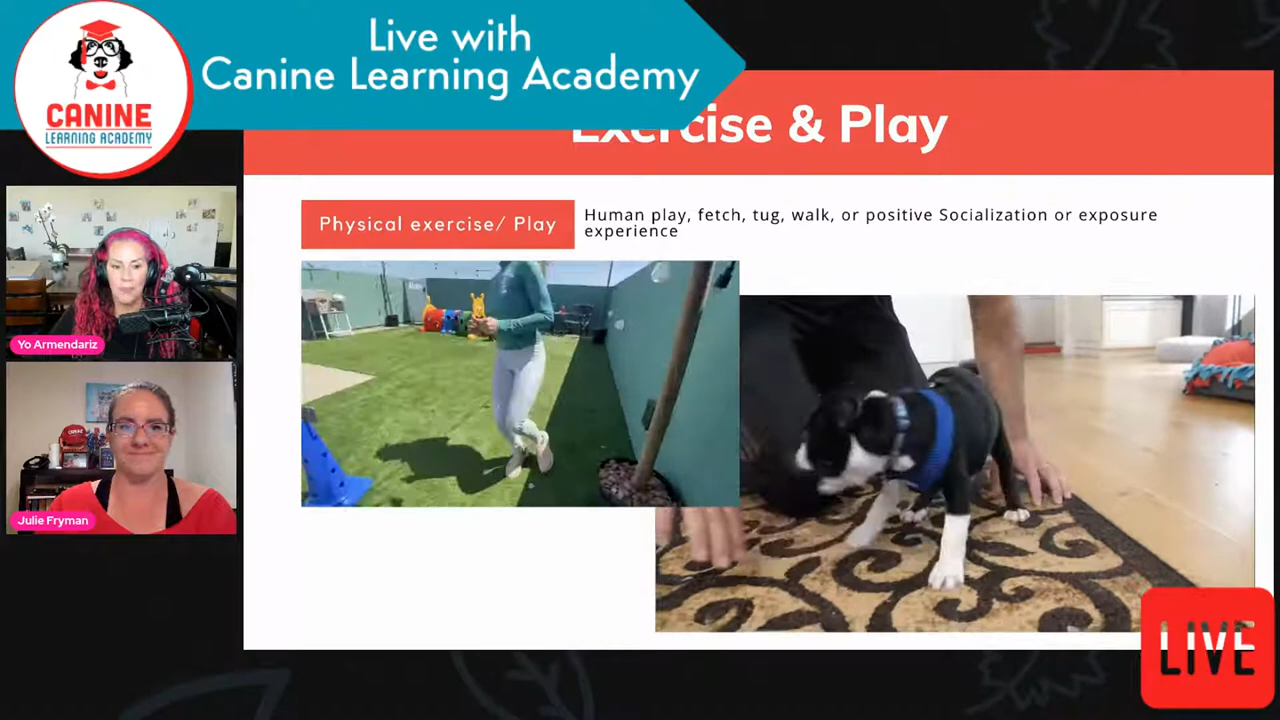 Live with
Canine Learning Academy
CANINE
LEARNING ACADEMY
Exercise & Play
Physical exercise/ Play
Human play, fetch, tug, walk, or positive Socialization or exposure
experience
Yo Armendariz
Julie Fryman
LIVE